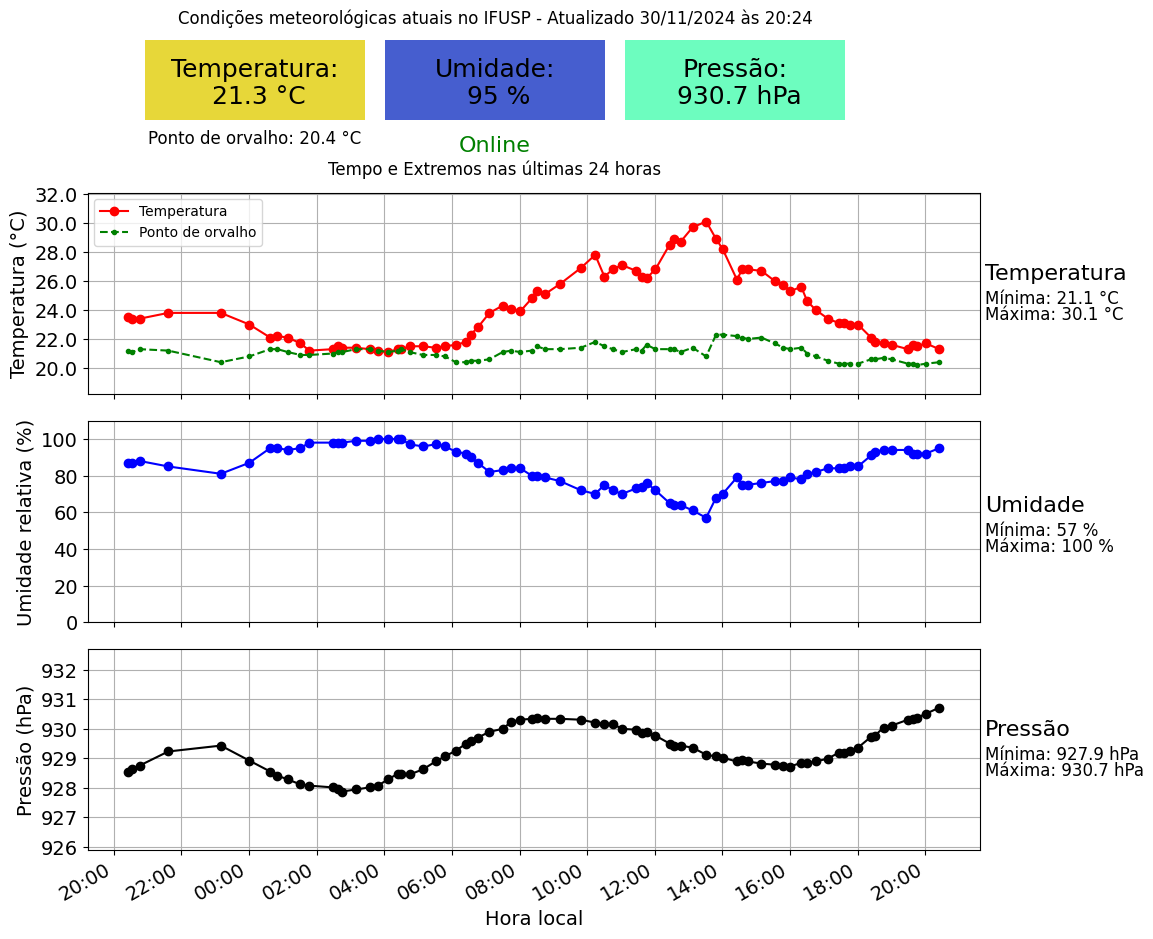 Condições meteorológicas atuais no IFUSP - Atualizado 30/11/2024 às 20:24
Temperatura:
21.3 °C
Umidade:
95 %
Pressão:
930.7 hPa
Ponto de orvalho: 20.4 °C
Online
Tempo e Extremos nas últimas 24 horas
Temperatura (°C)
32.0
30.0
28.0
26.0
24.0
22.0
20.0
Temperatura
Ponto de orvalho
Temperatura
Mínima: 21.1 °C
Máxima: 30.1 °C
Umidade relativa (%)
100
80
60
40
20
0
Umidade
Mínima: 57 %
Máxima: 100 %
Pressão (hPa)
932
931
930
929
928
927
926
Pressão
Mínima: 927.9 hPa
Máxima: 930.7 hPa
20:00
22:00
00:00
02:00
04:00
06:00
08:00
10:00
12:00
14:00
16:00
18:00
20:00
Hora local